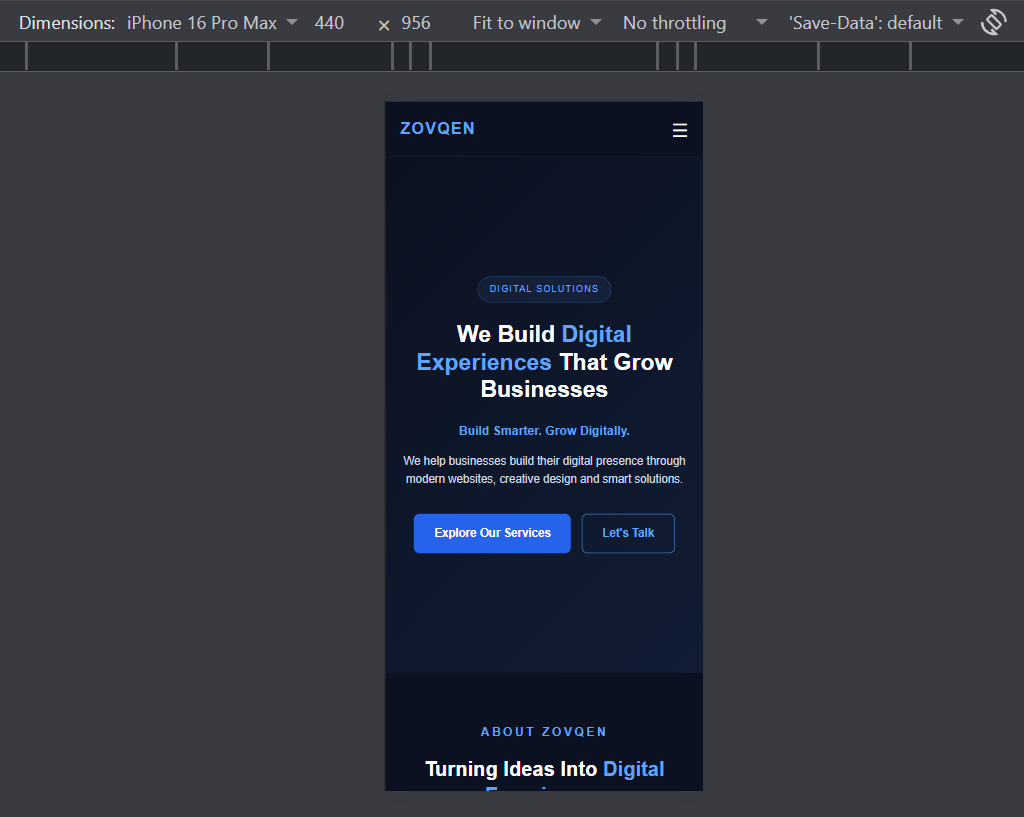 Dimensions: iPhone 16 Pro Max 440 × 956 Fit to window No throttling 'Save-Data': default
ZOVQEN
DIGITAL SOLUTIONS
We Build Digital
Experiences That Grow
Businesses
Build Smarter. Grow Digitally.
We help businesses build their digital presence through
modern websites, creative design and smart solutions.
Explore Our Services Let's Talk
ABOUT ZOVQEN
Turning Ideas Into Digital